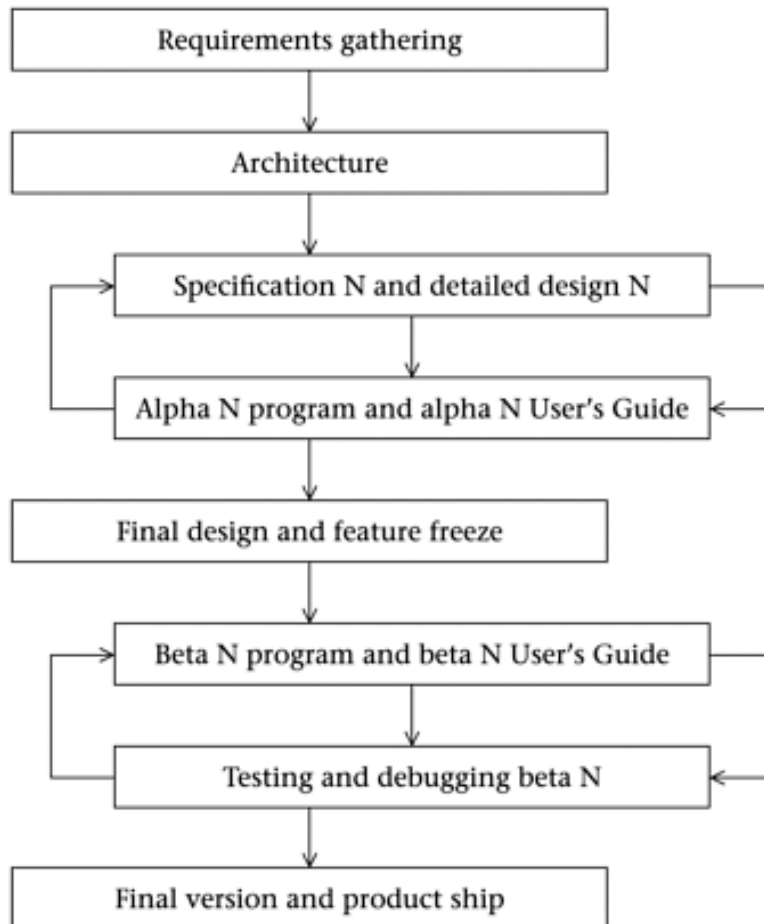 Requirements gathering
Architecture
Specification N and detailed design N
Alpha N program and alpha N User's Guide
Final design and feature freeze
Beta N program and beta N User's Guide
Testing and debugging beta N
Final version and product ship